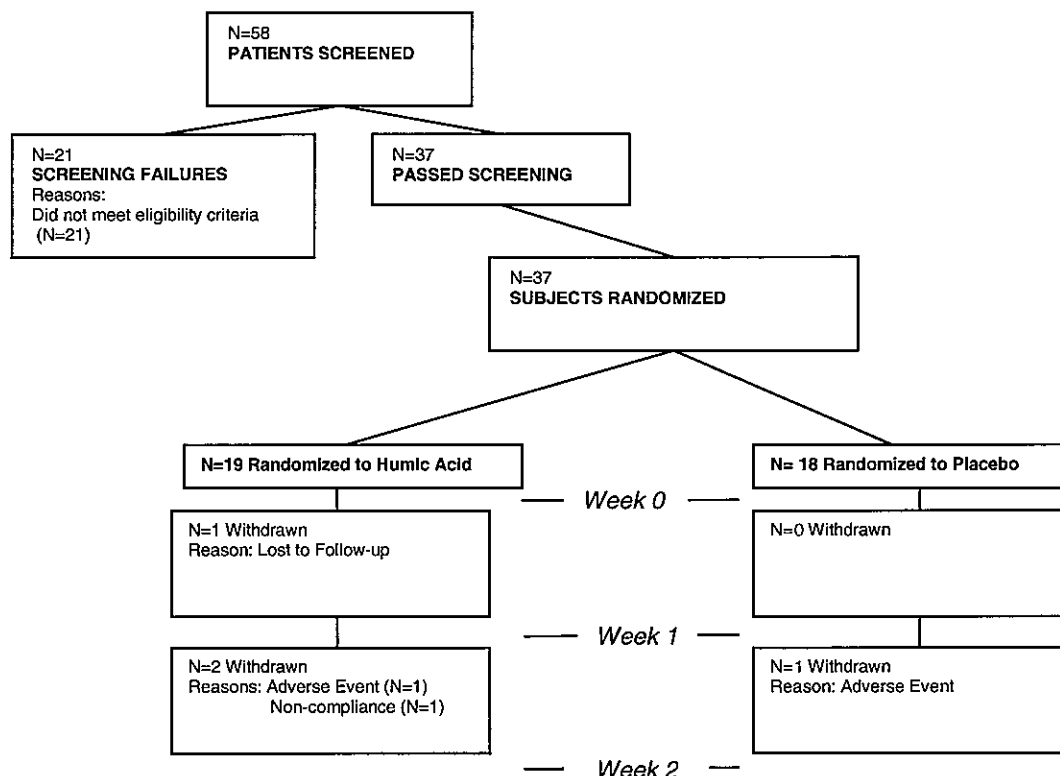 N=58
PATIENTS SCREENED
N=21
SCREENING FAILURES
Reasons:
Did not meet eligibility criteria
(N=21)
N=37
PASSED SCREENING
N=37
SUBJECTS RANDOMIZED
N=19 Randomized to Humic Acid
N= 18 Randomized to Placebo
Week 0
N=1 Withdrawn
Reason: Lost to Follow-up
N=0 Withdrawn
Week 1
N=2 Withdrawn
Reasons: Adverse Event (N=1)
Non-compliance (N=1)
N=1 Withdrawn
Reason: Adverse Event
Week 2